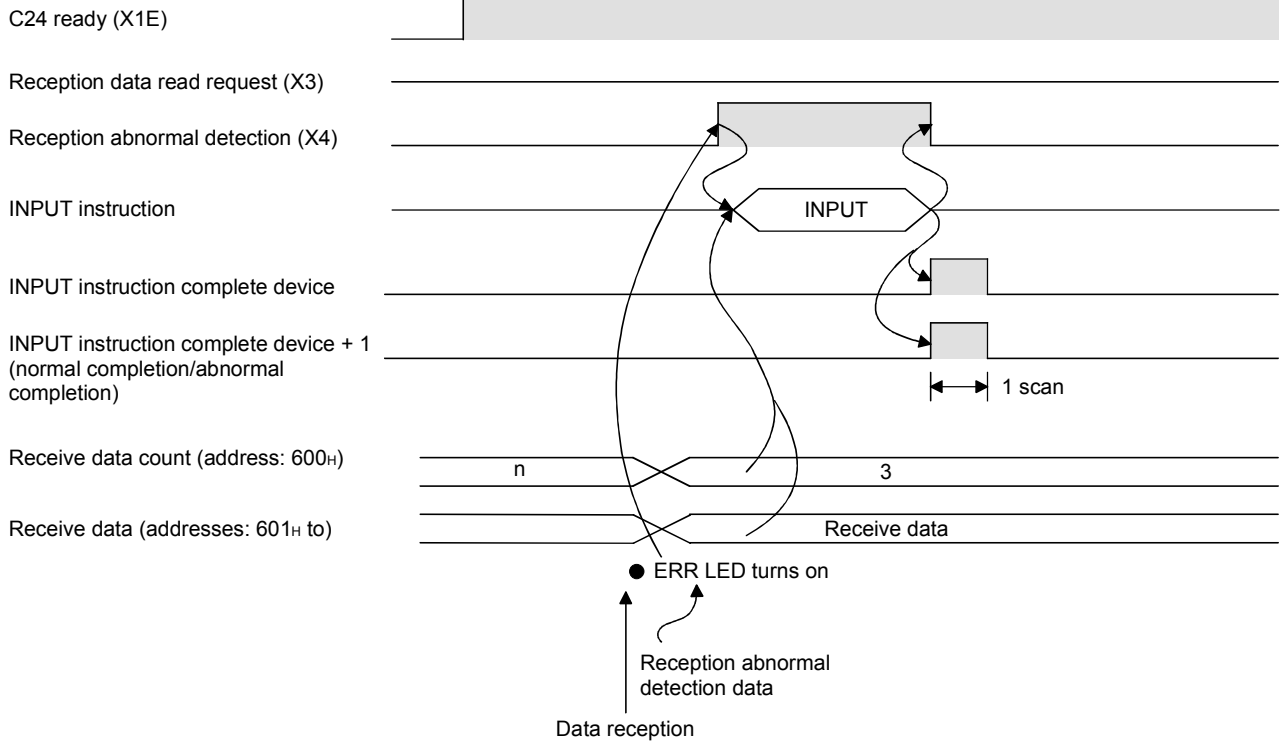 C24 ready (X1E)
Reception data read request (X3)
Reception abnormal detection (X4)
INPUT instruction
INPUT
INPUT instruction complete device
INPUT instruction complete device + 1
(normal completion/abnormal
completion)
1 scan
Receive data count (address: 600H)
n
3
Receive data (addresses: 601H to)
Receive data
ERR LED turns on
Reception abnormal
detection data
Data reception